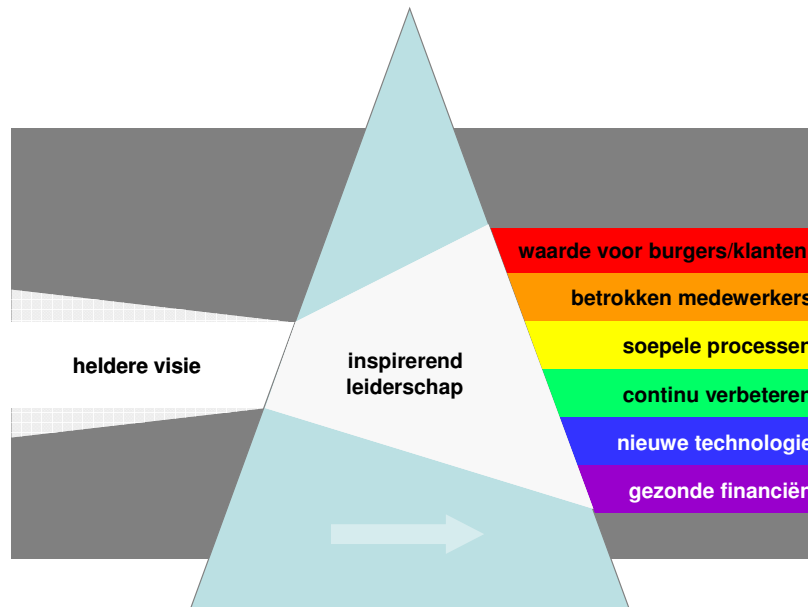 heldere visie
inspirerend
leiderschap
waarde voor burgers/klanten
betrokken medewerkers
soepele processen
continu verbeteren
nieuwe technologie
gezonde financiën